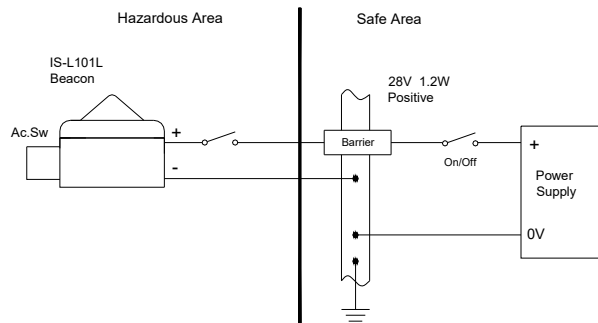 Hazardous Area
Safe Area
IS-L101L
Beacon
28V 1.2W
Positive
Ac.Sw
+
-
Barrier
On/Off
+
Power
Supply
0V